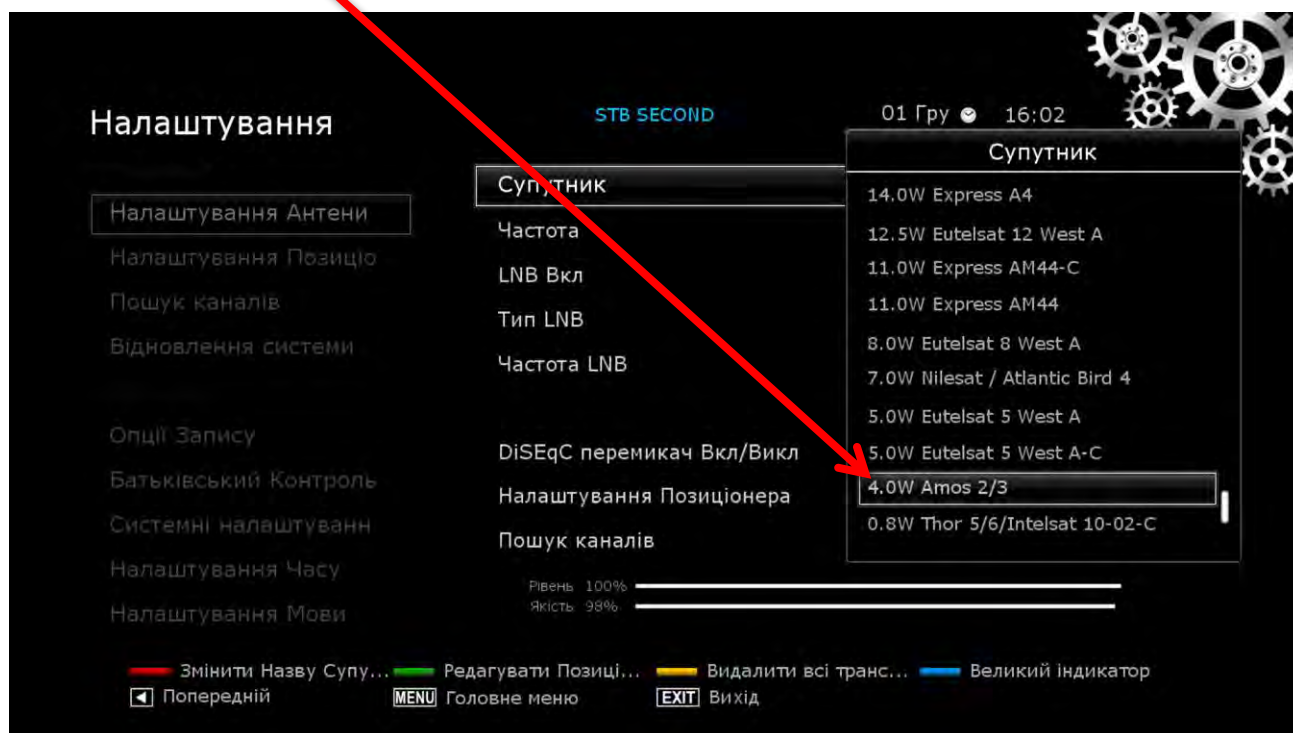 Налаштування
STB SECOND
01 Гру 16:02
Налаштування Антени
Налаштування Позиціо
Пошук каналів
Відновлення системи
Опції Запису
Батьківський Контроль
Системні налаштуванн
Налаштування Часу
Налаштування Мови
Супутник
Частота
LNB Вкл
Тип LNB
Частота LNB
DiSEqC перемикач Вкл/Викл
Налаштування Позиціонера
Пошук каналів
Рівень 100%
Якість 98%
Супутник
14.0W Express A4
12.5W Eutelsat 12 West A
11.0W Express AM44-C
11.0W Express AM44
8.0W Eutelsat 8 West A
7.0W Nilesat / Atlantic Bird 4
5.0W Eutelsat 5 West A
5.0W Eutelsat 5 West A-C
4.0W Amos 2/3
0.8W Thor 5/6/Intelsat 10-02-C
Змінити Назву Супу... Редагувати Позиці... Видалити всі транс... Великий індикатор
Попередній MENU Головне меню EXIT Вихід